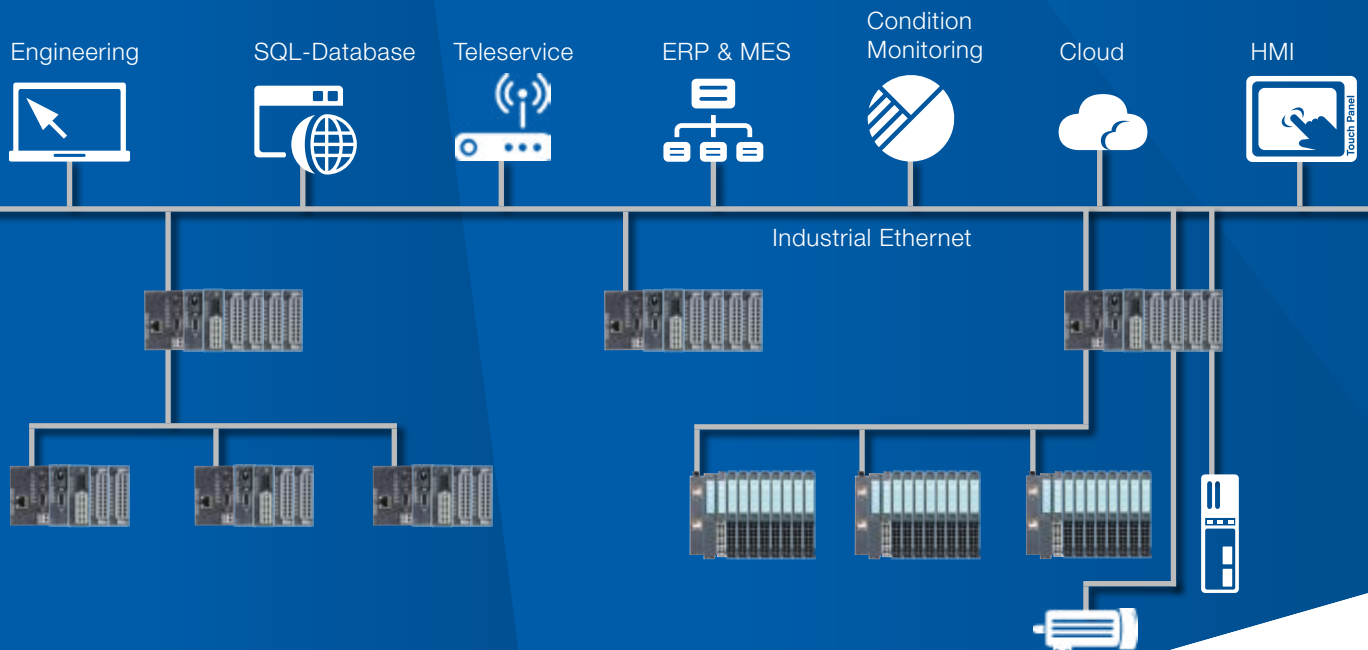 Engineering
SQL-Database
Teleservice
ERP & MES
Condition
Monitoring
Cloud
HMI
Touch Panel
Industrial Ethernet